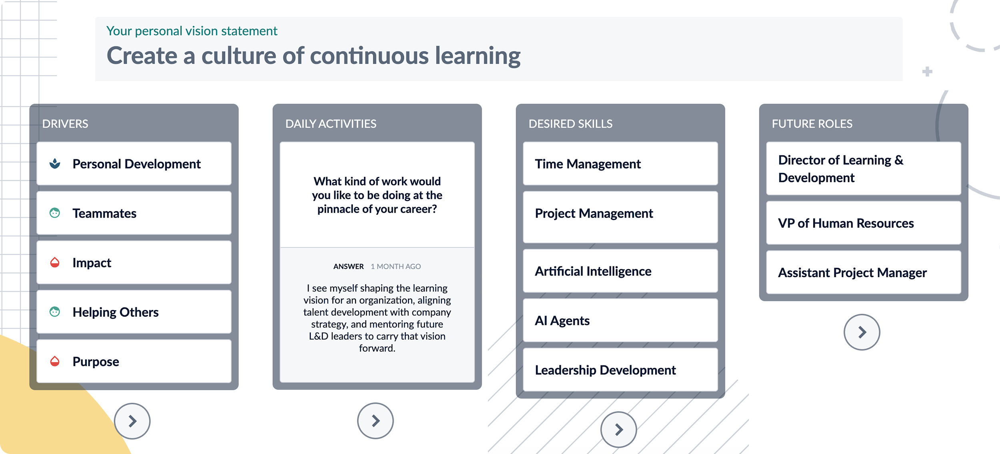 Your personal vision statement
Create a culture of continuous learning
DRIVERS
Personal Development
Teammates
Impact
Helping Others
Purpose
DAILY ACTIVITIES
What kind of work would
you like to be doing at the
pinnacle of your career?
ANSWER 1 MONTH AGO
I see myself shaping the learning
vision for an organization, aligning
talent development with company
strategy, and mentoring future
L&D leaders to carry that vision
forward.
DESIRED SKILLS
Time Management
Project Management
Artificial Intelligence
AI Agents
Leadership Development
FUTURE ROLES
Director of Learning &
Development
VP of Human Resources
Assistant Project Manager